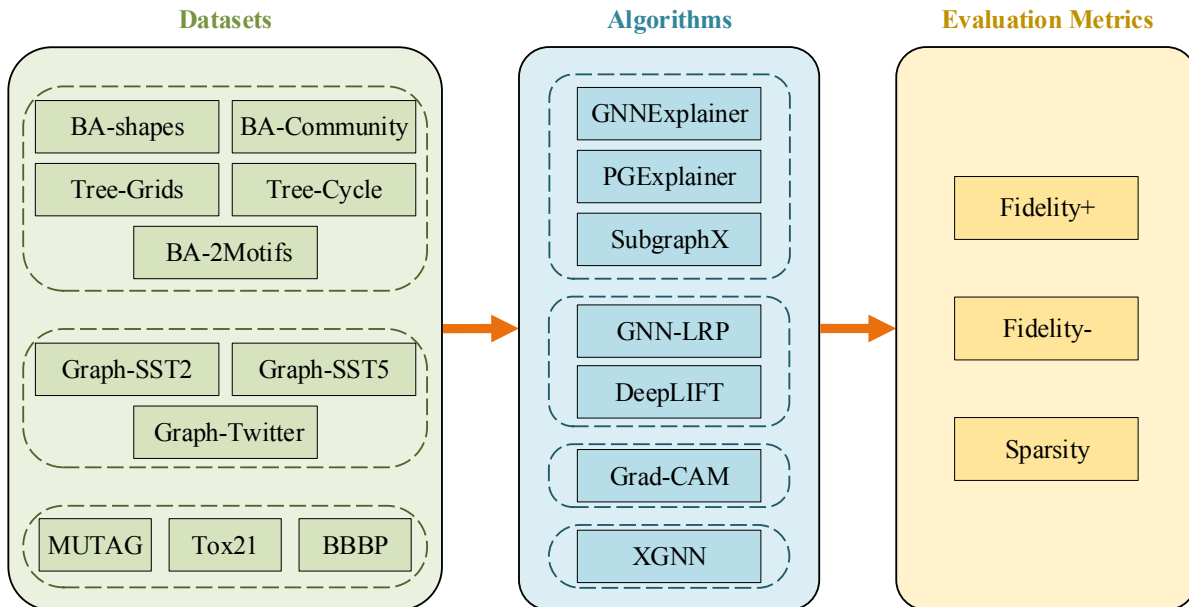 Datasets
Algorithms
Evaluation Metrics
BA-shapes
BA-Community
Tree-Grids
Tree-Cycle
BA-2Motifs
Graph-SST2
Graph-SST5
Graph-Twitter
MUTAG
Tox21
BBBP
GNNExplainer
PGExplainer
SubgraphX
GNN-LRP
DeepLIFT
Grad-CAM
XGNN
Fidelity+
Fidelity-
Sparsity